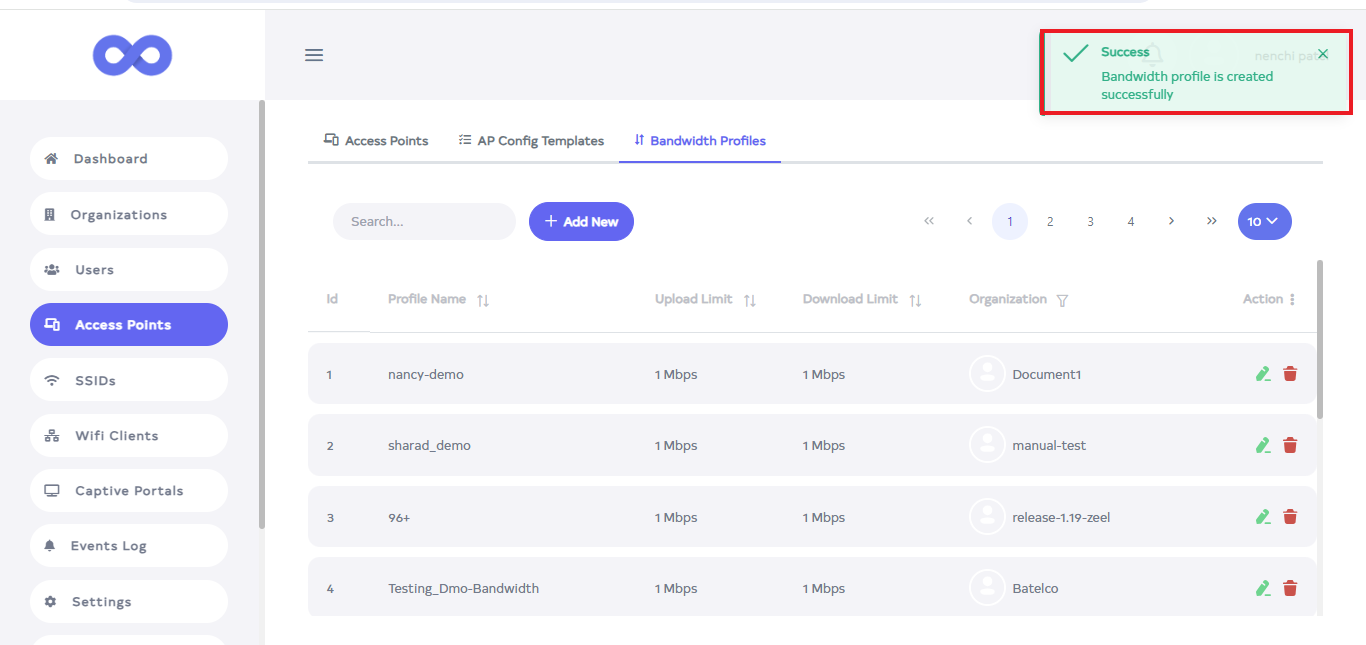 Success
nenchi patel
Bandwidth profile is created
successfully
Dashboard
Organizations
Users
Access Points
SSIDs
Wifi Clients
Captive Portals
Events Log
Settings
Access Points AP Config Templates Bandwidth Profiles
Search... + Add New « ‹ 1 2 3 4 › » 10
Id Profile Name Upload Limit Download Limit Organization Action
1 nancy-demo 1 Mbps 1 Mbps Document1
2 sharad_demo 1 Mbps 1 Mbps manual-test
3 96+ 1 Mbps 1 Mbps release-1.19-zeel
4 Testing_Dmo-Bandwidth 1 Mbps 1 Mbps Batelco